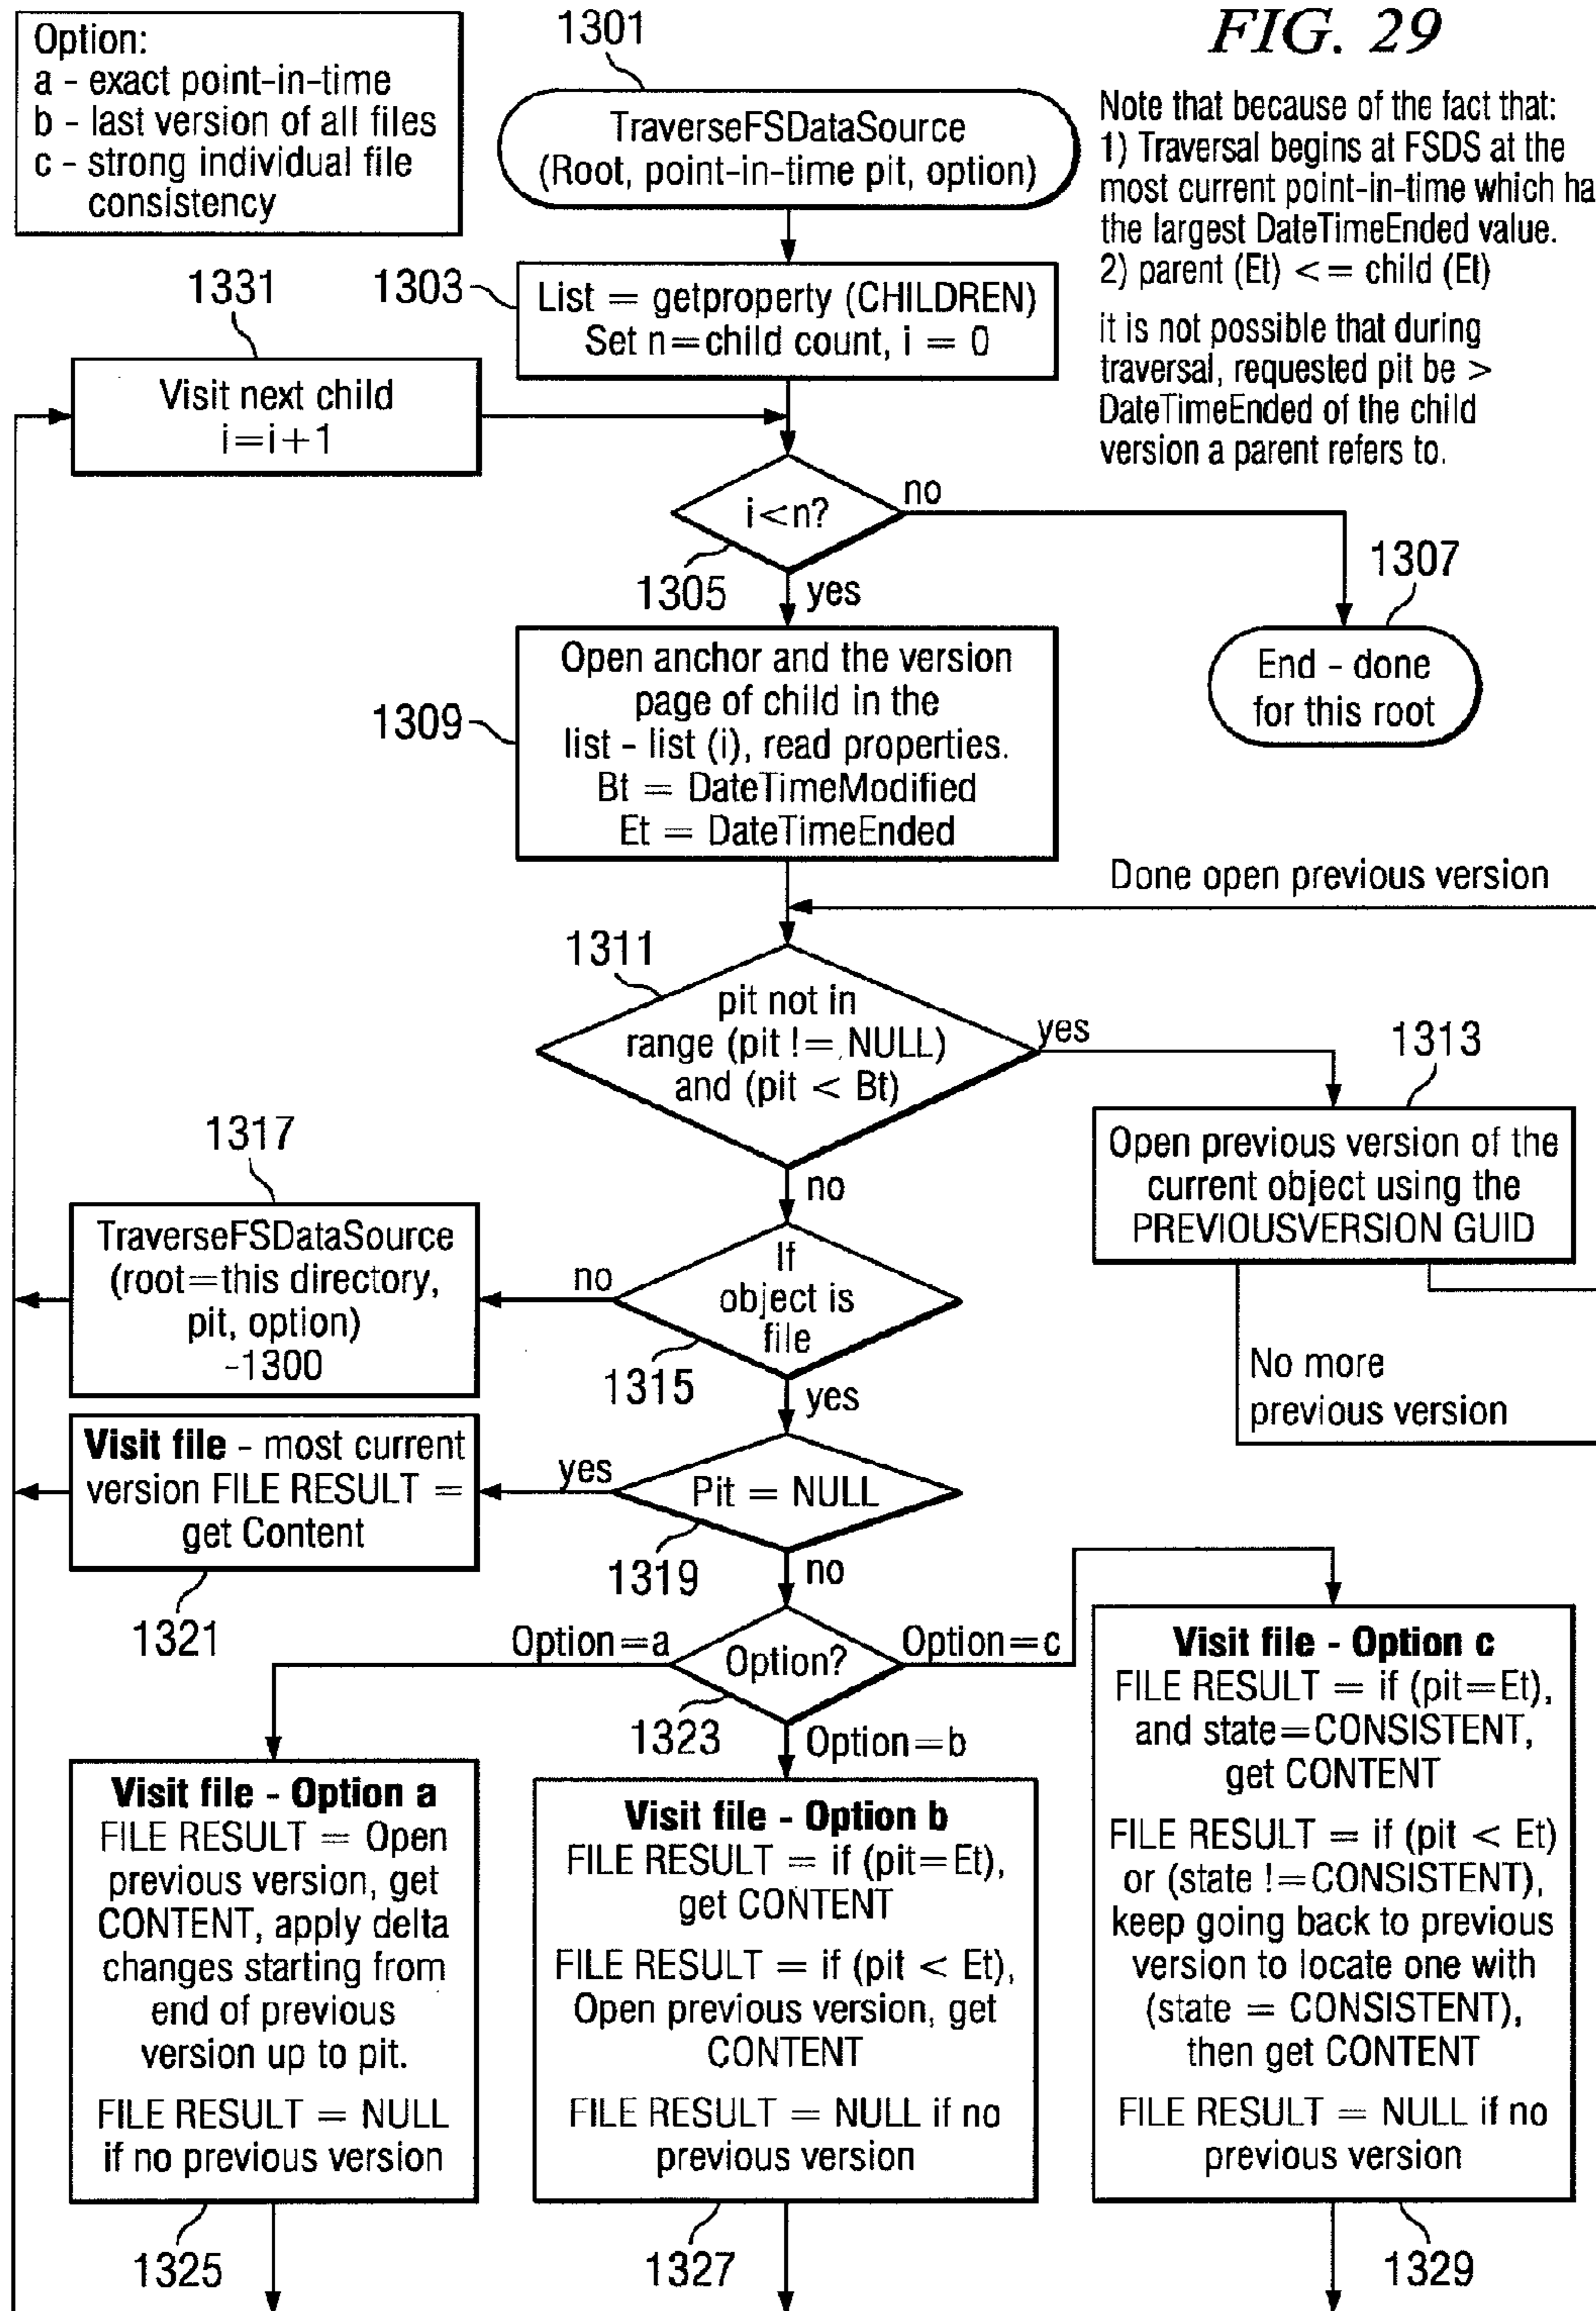 FIG. 29
Option:
a - exact point-in-time
b - last version of all files
c - strong individual file
consistency
1301
TraverseFSDataSource
(Root, point-in-time pit, option)
Note that because of the fact that:
1) Traversal begins at FSDS at the
most current point-in-time which ha
the largest DateTimeEnded value.
2) parent (Et) <= child (Et)
it is not possible that during
traversal, requested pit be >
DateTimeEnded of the child
version a parent refers to.
1303
List = getproperty (CHILDREN)
Set n=child count, i = 0
1331
Visit next child
i=i+1
i<n?
no
1305
yes
1307
End - done
for this root
1309
Open anchor and the version
page of child in the
list - list (i), read properties.
Bt = DateTimeModified
Et = DateTimeEnded
Done open previous version
1311
pit not in
range (pit != NULL)
and (pit < Bt)
yes
no
1313
Open previous version of the
current object using the
PREVIOUSVERSION GUID
No more
previous version
1317
TraverseFSDataSource
(root=this directory,
pit, option)
-1300
no
If
object is
file
1315
yes
Visit file - most current
version FILE RESULT =
get Content
1321
yes
Pit = NULL
1319
no
Option=a
Option?
Option=c
1323
Option=b
Visit file - Option a
FILE RESULT = Open
previous version, get
CONTENT, apply delta
changes starting from
end of previous
version up to pit.
FILE RESULT = NULL
if no previous version
1325
Visit file - Option b
FILE RESULT = if (pit=Et),
get CONTENT
FILE RESULT = if (pit < Et),
Open previous version, get
CONTENT
FILE RESULT = NULL if no
previous version
1327
Visit file - Option c
FILE RESULT = if (pit=Et),
and state=CONSISTENT,
get CONTENT
FILE RESULT = if (pit < Et)
or (state !=CONSISTENT),
keep going back to previous
version to locate one with
(state = CONSISTENT),
then get CONTENT
FILE RESULT = NULL if no
previous version
1329